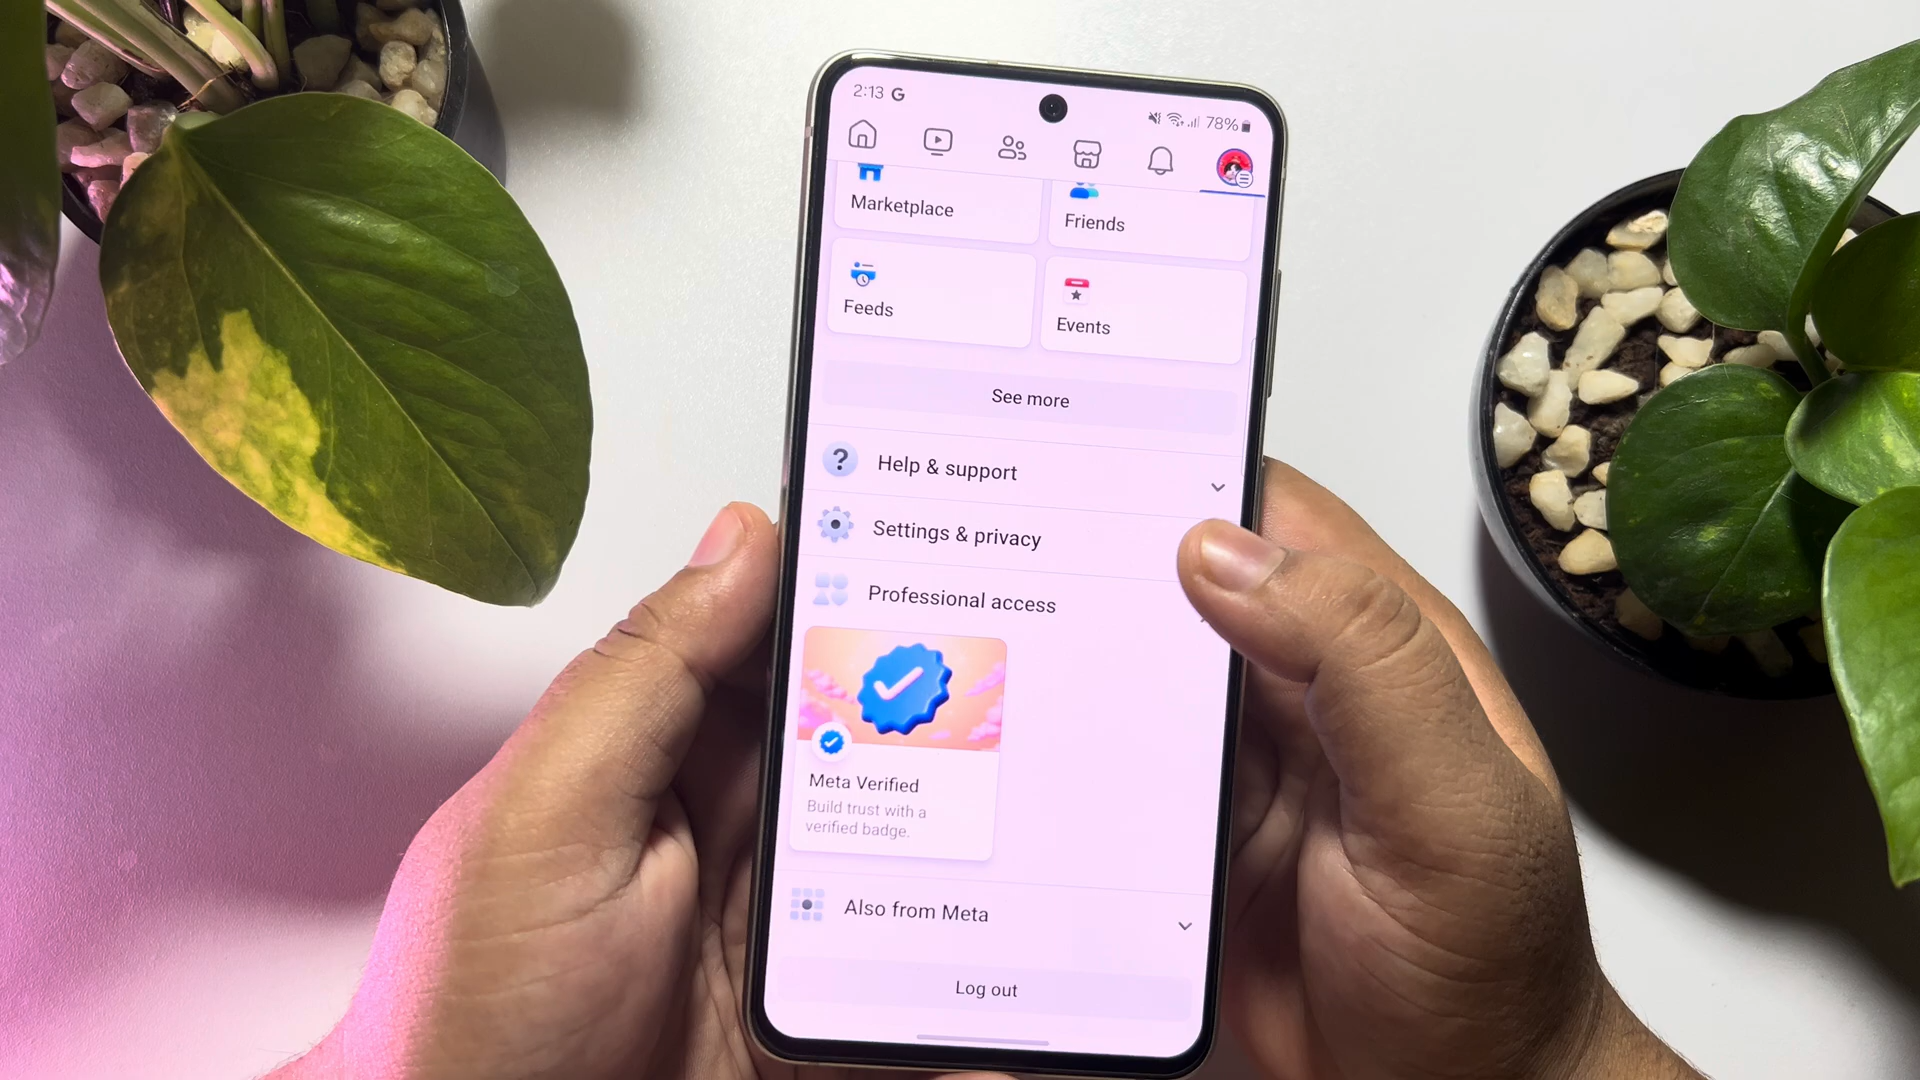 2:13 G 78%
Marketplace
Friends
Feeds
Events
See more
? Help & support
Settings & privacy
Professional access
Meta Verified
Build trust with a
verified badge.
Also from Meta
Log out